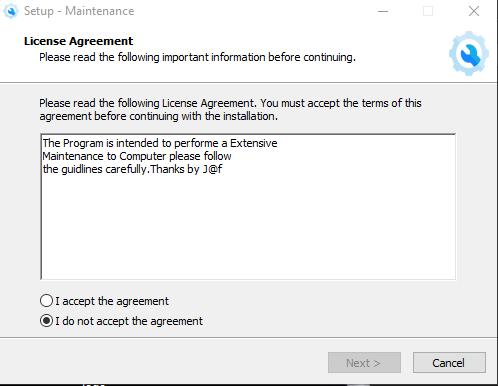 Setup - Maintenance
License Agreement
Please read the following important information before continuing.
Please read the following License Agreement. You must accept the terms of this
agreement before continuing with the installation.
The Program is intended to performe a Extensive
Maintenance to Computer please follow
the guidlines carefully.Thanks by J@f
I accept the agreement
I do not accept the agreement
Next >
Cancel